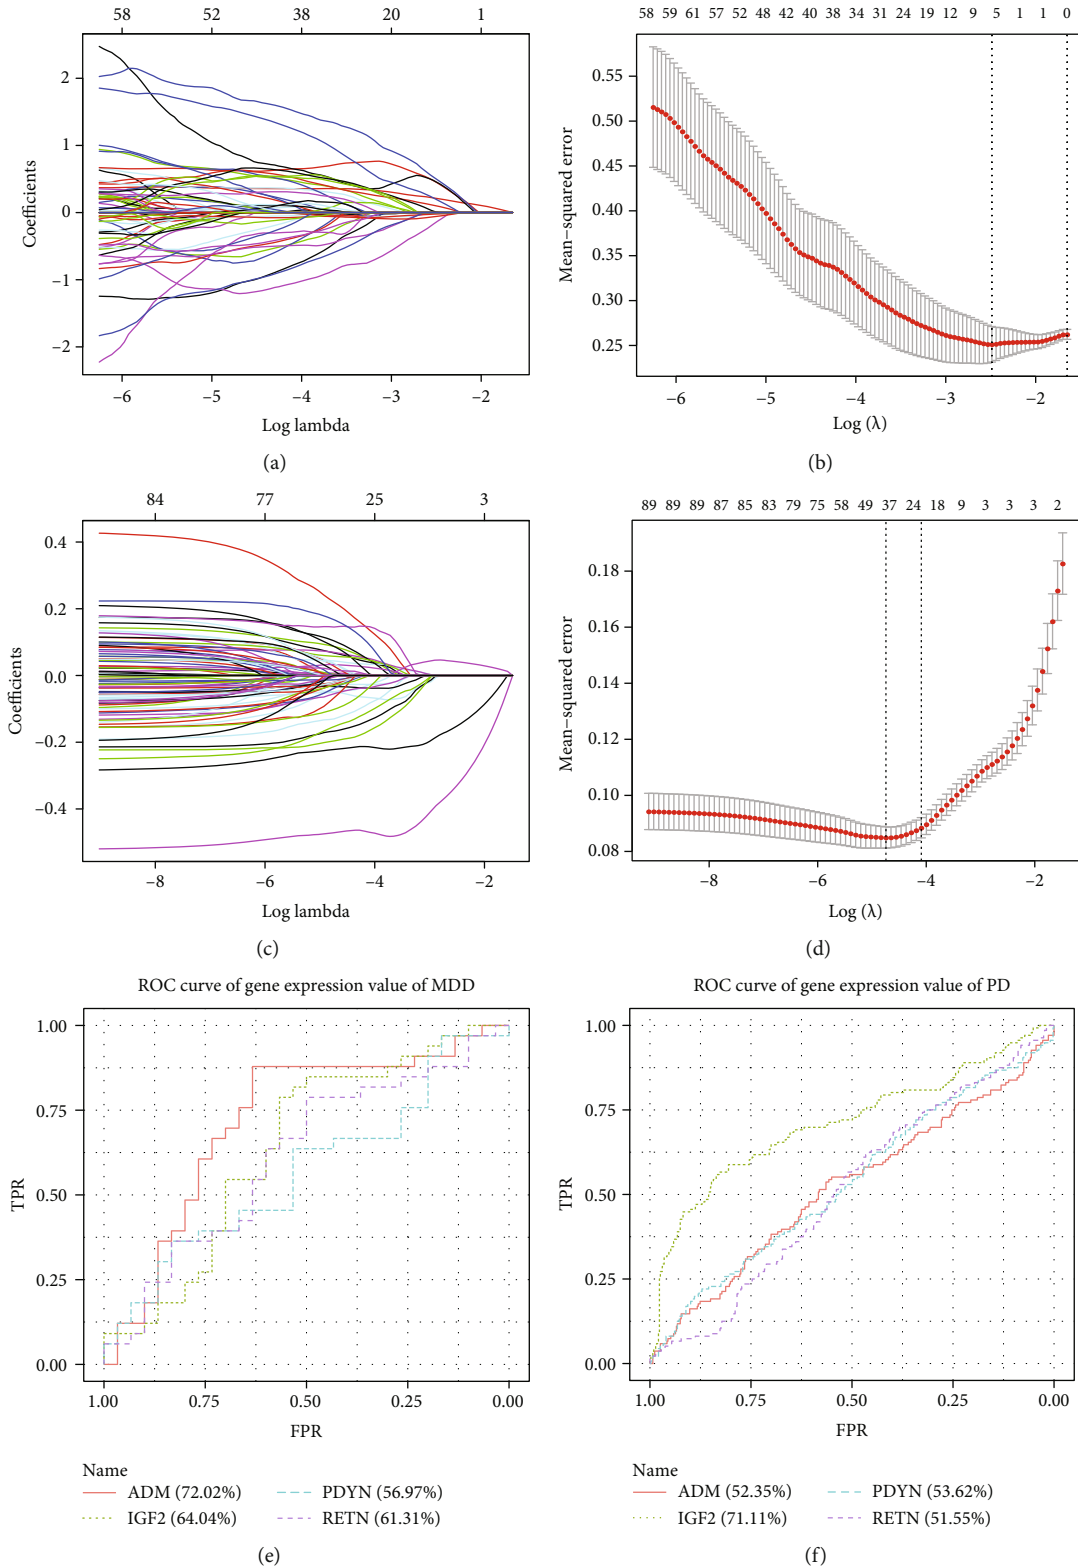 58 52 38 20 1
2
1
0
−1
−2
Coefficients
−6 −5 −4 −3 −2
Log lambda
(a)
58 59 61 57 52 48 42 40 38 34 31 24 19 12 9 5 1 1 0
0.55
0.50
0.45
0.40
0.35
0.30
0.25
Mean−squared error
−6 −5 −4 −3 −2
Log (λ)
(b)
84 77 25 3
0.4
0.2
0.0
−0.2
−0.4
Coefficients
−8 −6 −4 −2
Log lambda
(c)
89 89 89 87 85 83 79 75 58 49 37 24 18 9 3 3 3 2
0.18
0.16
0.14
0.12
0.10
0.08
Mean−squared error
−8 −6 −4 −2
Log (λ)
(d)
ROC curve of gene expression value of MDD
1.00
0.75
0.50
0.25
0.00
TPR
1.00 0.75 0.50 0.25 0.00
FPR
Name
ADM (72.02%) PDYN (56.97%)
IGF2 (64.04%) RETN (61.31%)
(e)
ROC curve of gene expression value of PD
1.00
0.75
0.50
0.25
0.00
TPR
1.00 0.75 0.50 0.25 0.00
FPR
Name
ADM (52.35%) PDYN (53.62%)
IGF2 (71.11%) RETN (51.55%)
(f)